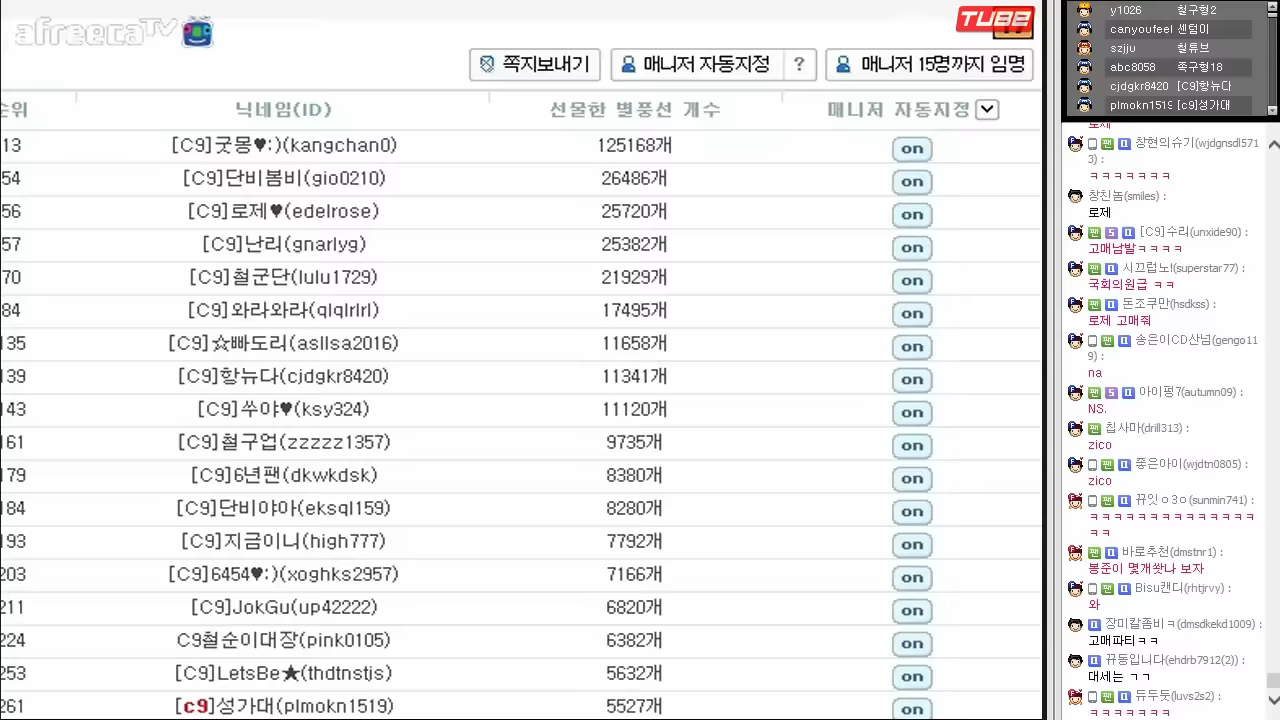 afreecaTV
TUBE
쪽지보내기
매니저 자동지정
?
매니저 15명까지 임명
순위 닉네임(ID) 선물한 별풍선 개수 매니저 자동지정
13 [C9]굿몽♥:)(kangchan0) 125168개 on
54 [C9]단비봄비(gio0210) 26486개 on
56 [C9]로제♥(edelrose) 25720개 on
57 [C9]난리(gnarlyg) 25382개 on
70 [C9]철군단(lulu1729) 21929개 on
84 [C9]와라와라(qlqlrlrl) 17495개 on
135 [C9]☆빠도리(asllsa2016) 11658개 on
139 [C9]항뉴다(cjdgkr8420) 11341개 on
143 [C9]쑤야♥(ksy324) 11120개 on
161 [C9]철구업(zzzzz1357) 9735개 on
179 [C9]6년팬(dkwkdsk) 8380개 on
184 [C9]단비야아(eksql159) 8280개 on
193 [C9]지금이니(high777) 7792개 on
203 [C9]6454♥:)(xoghks2957) 7166개 on
211 [C9]JokGu(up42222) 6820개 on
224 C9철순이대장(pink0105) 6382개 on
253 [C9]LetsBe★(thdtnstjs) 5632개 on
261 [c9]성가대(plmokn1519) 5527개 on
y1026 철구형2
canyoufeel 센텀이
szjju 철튜브
abc8058 족구형18
cjdgkr8420 [C9]항뉴다
plmokn1519 [C9]성가대
로제
창현의슈기(wjdgnsdl571
3) :
ㅋㅋㅋㅋㅋㅋㅋ
창친놈(smiles) :
로제
[C9]수리(unxide90) :
고매남발ㅋㅋㅋㅋ
시끄럽노!(superstar77) :
국회의원급 ㅋㅋ
돈조쿠만(hsdkss) :
로제 고매줘
송은이CD산넘(gengo11
9) :
na
아이펑7(autumn09) :
NS.
칩사마(drill313) :
zico
좋은아이(wjdtn0805) :
zico
뀨잇ㅇ3ㅇ(sunmin741) :
ㅋㅋㅋㅋㅋㅋㅋㅋㅋㅋㅋㅋㅋㅋ
ㅋㅋ
바로추천(dmstnr1) :
봉준이 몇개쐇나 보자
Bisu캔디(rhtjrvy) :
와
장미칼좀비ㅋ(dmsdkekd1009) :
고매파티ㅋㅋ
뀨둥입니다(ehdrb7912(2)) :
대세는 ㄱㄱ
듀두둣(luvs2s2) :
ㅋㅋㅋㅋㅋㅋㅋ